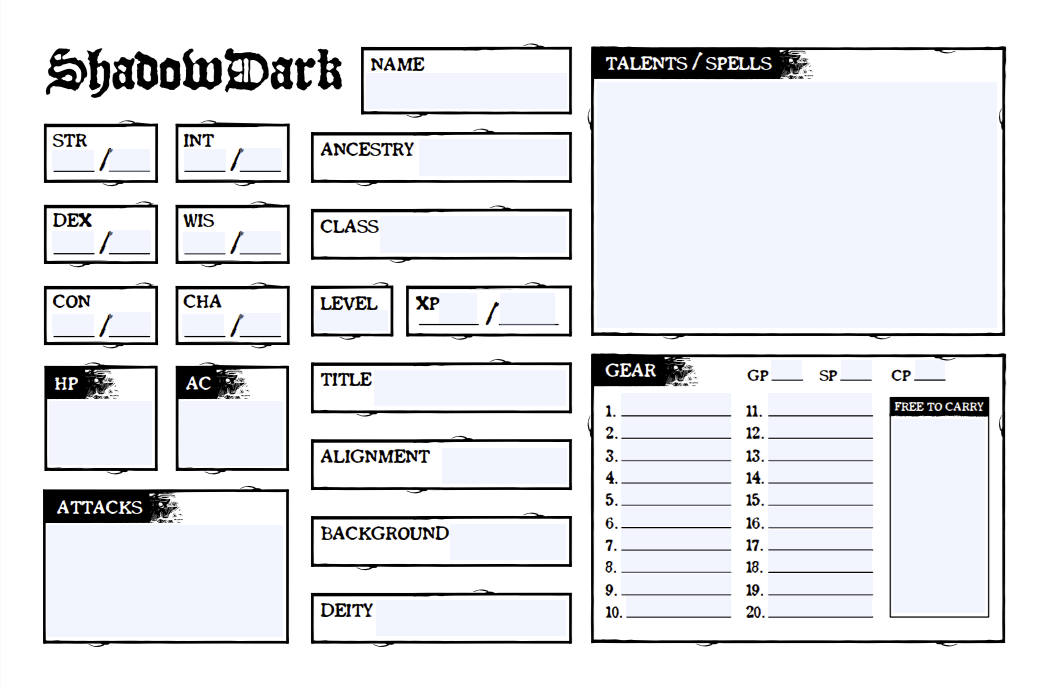 ShadowDark
NAME
STR /
INT /
DEX /
WIS /
CON /
CHA /
HP
AC
ATTACKS
ANCESTRY
CLASS
LEVEL
XP /
TITLE
ALIGNMENT
BACKGROUND
DEITY
TALENTS / SPELLS
GEAR
GP
SP
CP
1.
2.
3.
4.
5.
6.
7.
8.
9.
10.
11.
12.
13.
14.
15.
16.
17.
18.
19.
20.
FREE TO CARRY